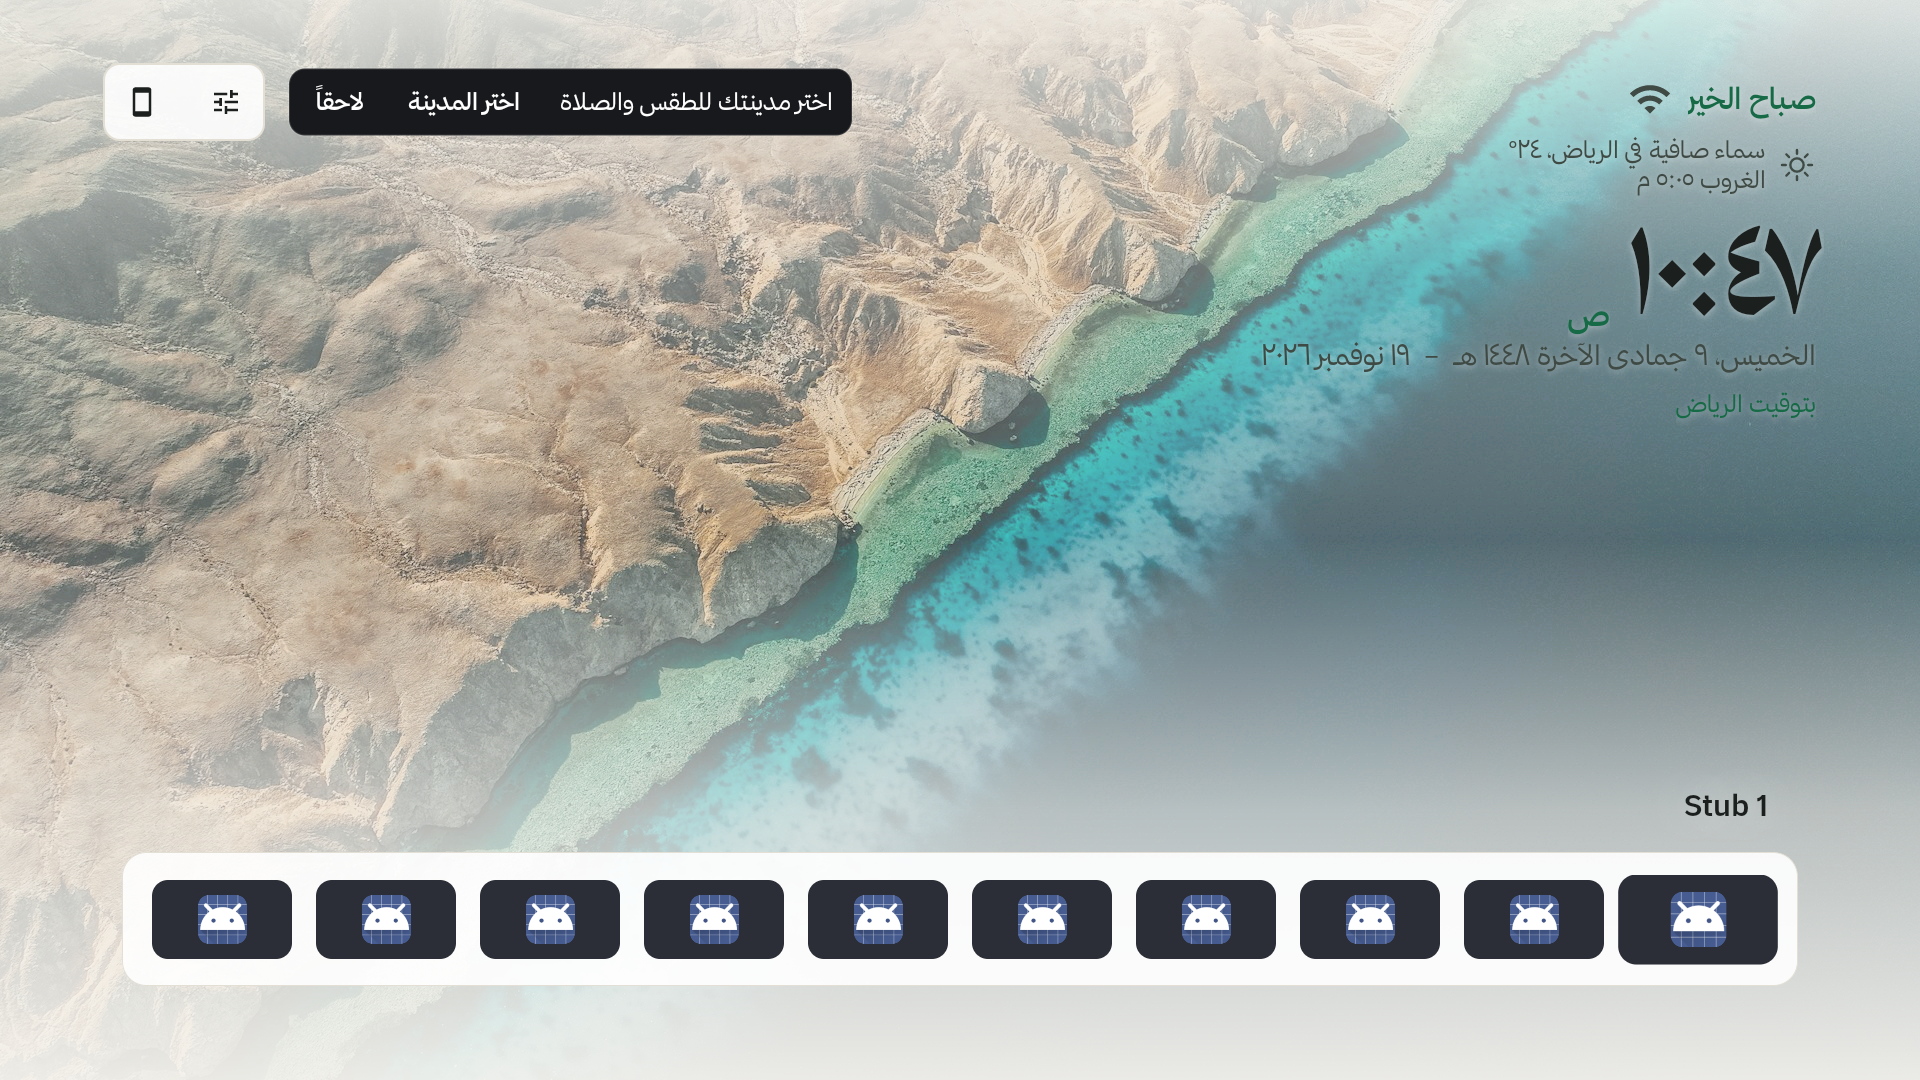 صباح الخير
سماء صافية في الرياض، ٢٤°
الغروب ٥:٠٥ م
١٠:٤٧ ص
الخميس، ٩ جمادى الآخرة ١٤٤٨ هـ – ١٩ نوفمبر ٢٠٢٦
بتوقيت الرياض
اختر مدينتك للطقس والصلاة اختر المدينة لاحقاً
Stub 1